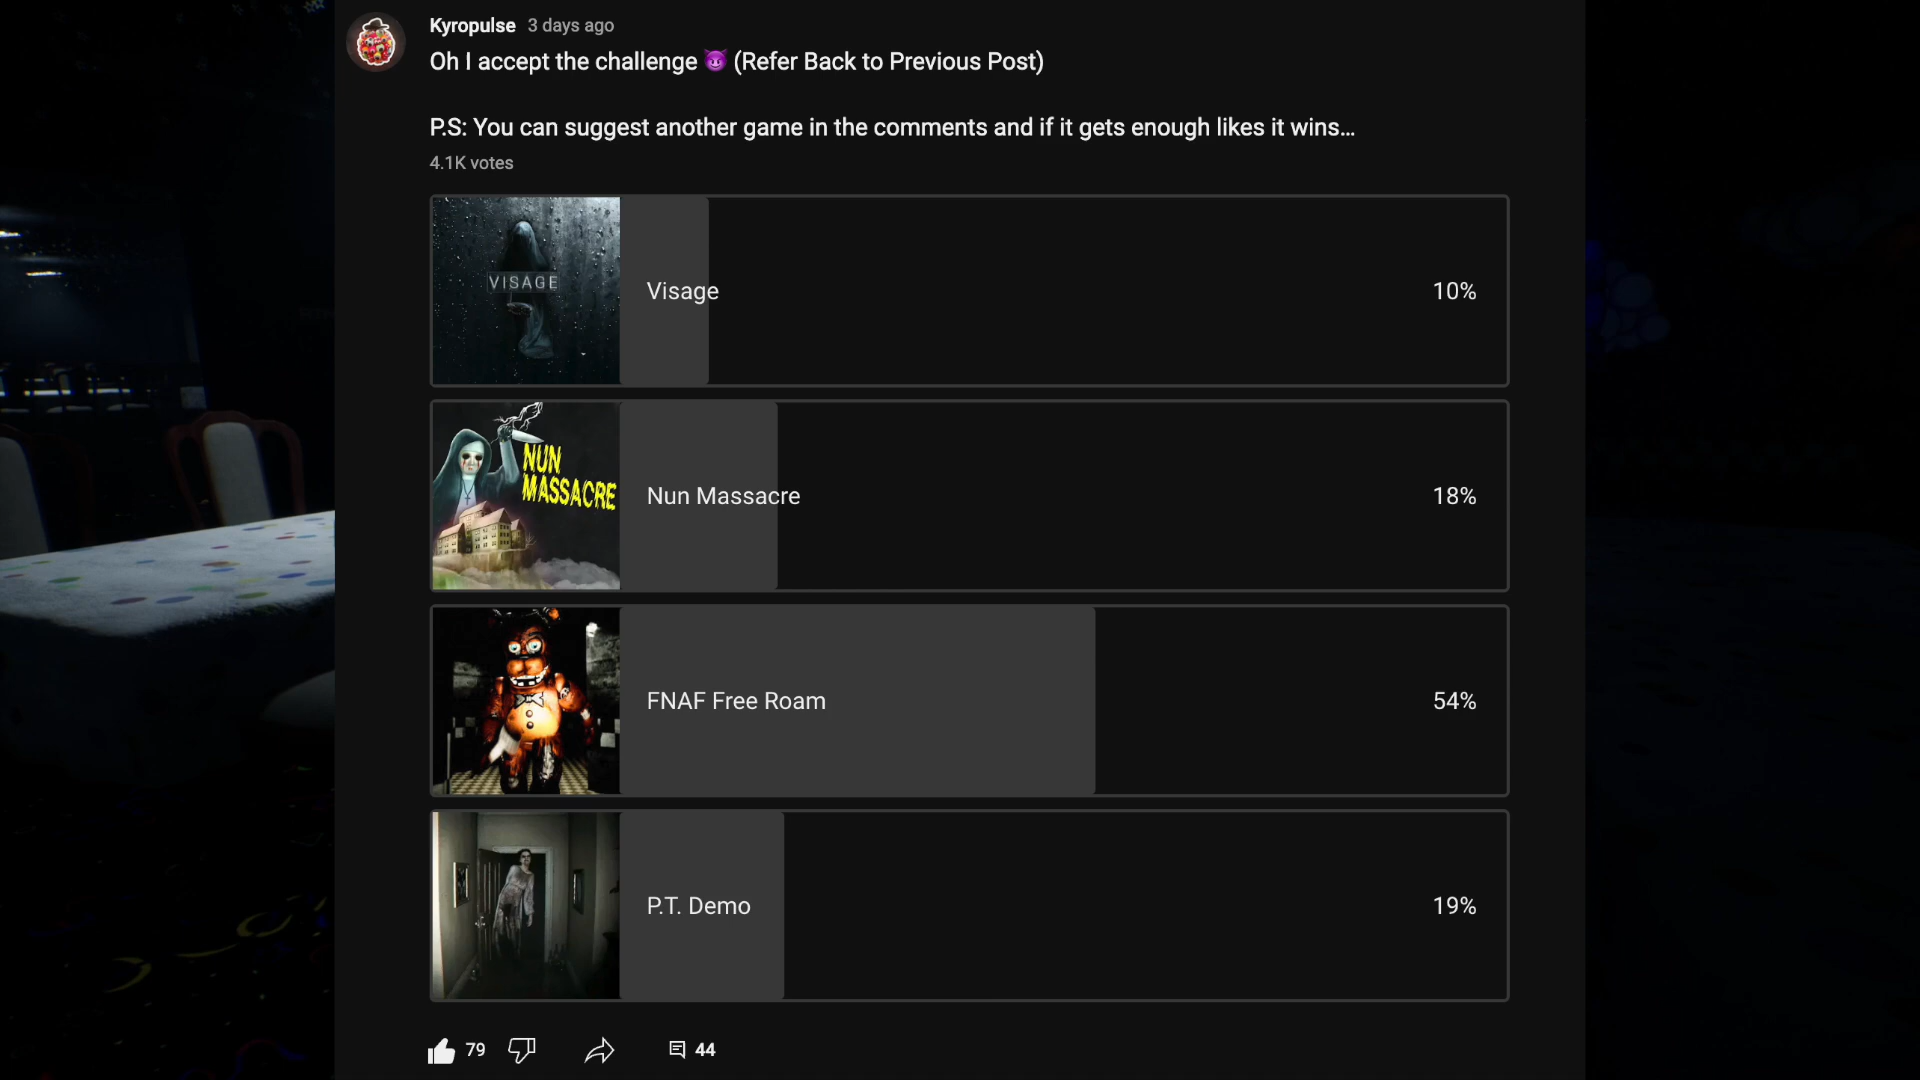 Kyropulse 3 days ago
Oh I accept the challenge 😈 (Refer Back to Previous Post)
P.S: You can suggest another game in the comments and if it gets enough likes it wins...
4.1K votes
VISAGE
Visage 10%
NUN
MASSACRE
Nun Massacre 18%
FNAF Free Roam 54%
P.T. Demo 19%
79 44